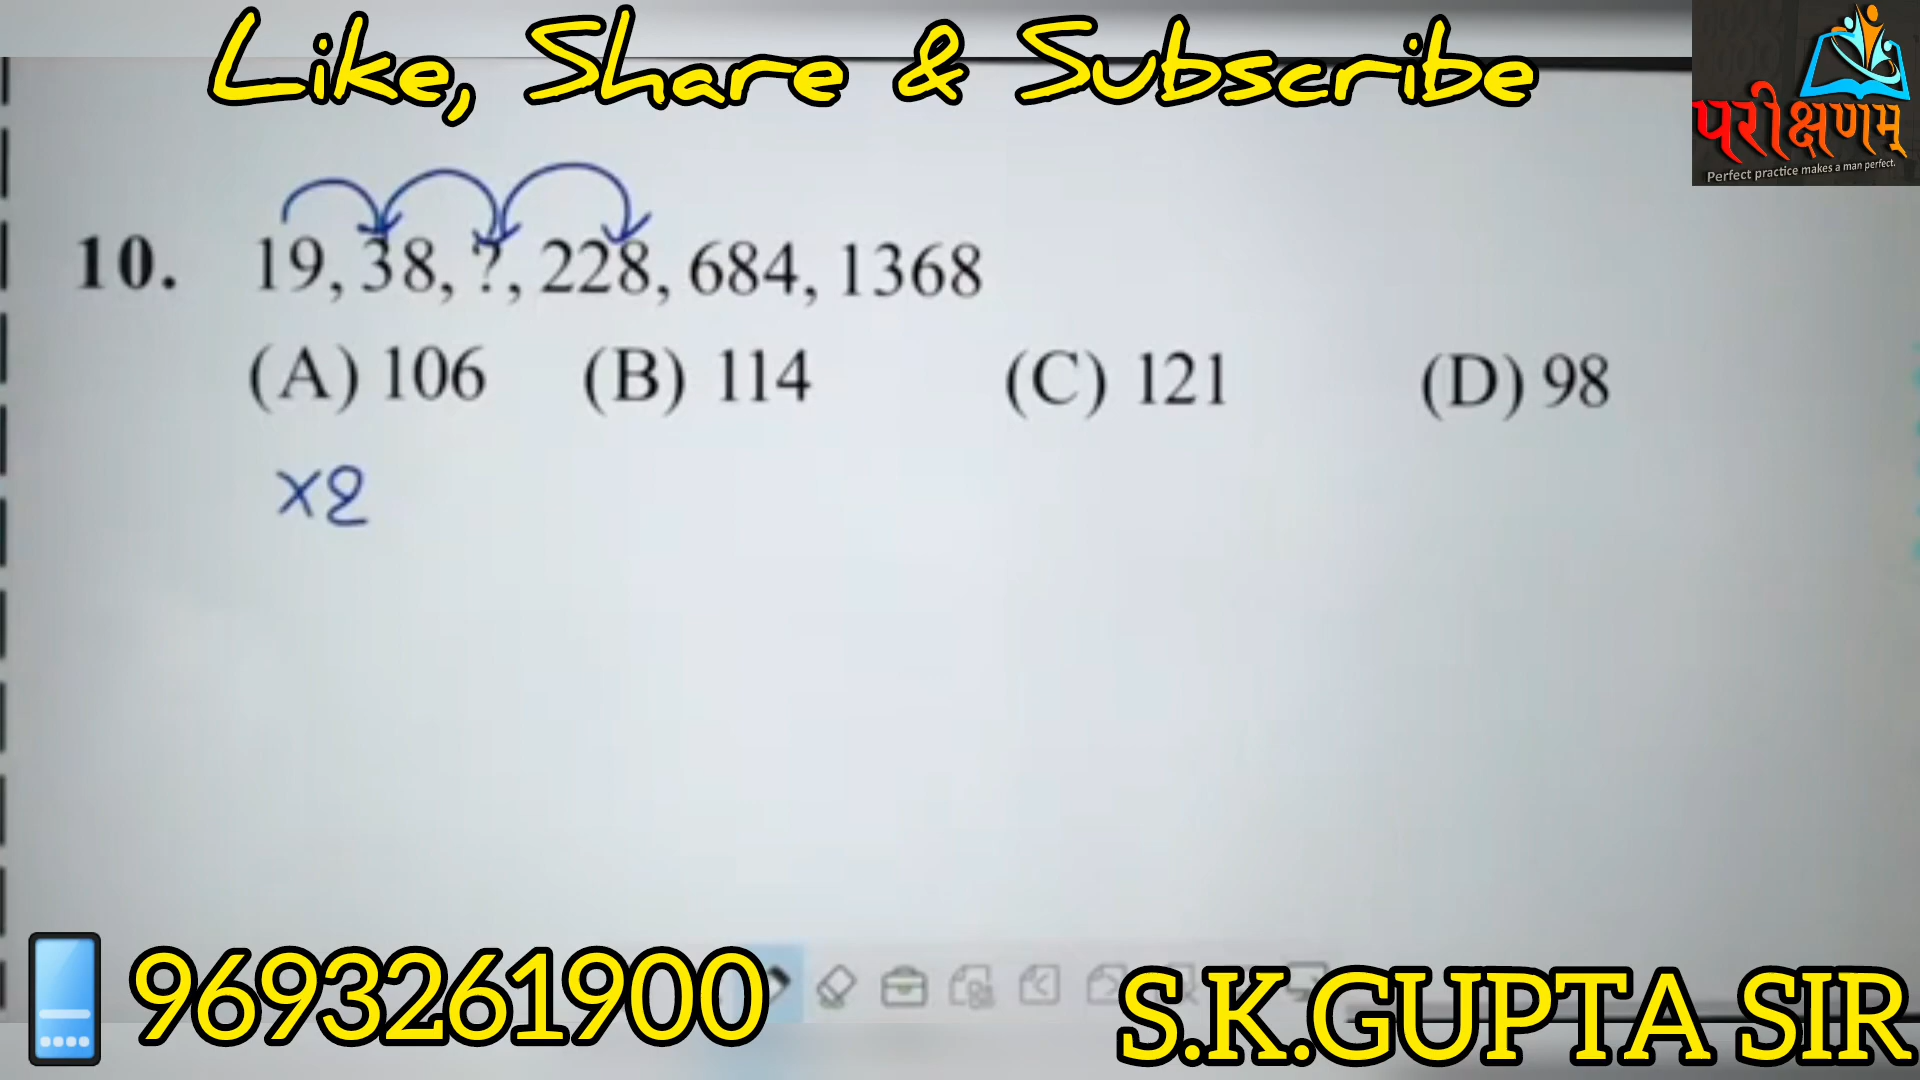 Like, Share & Subscribe
परीक्षणम्
Perfect practice makes a man perfect.
10. 19, 38, ?, 228, 684, 1368
(A) 106 (B) 114 (C) 121 (D) 98
×2
9693261900
S.K.GUPTA SIR